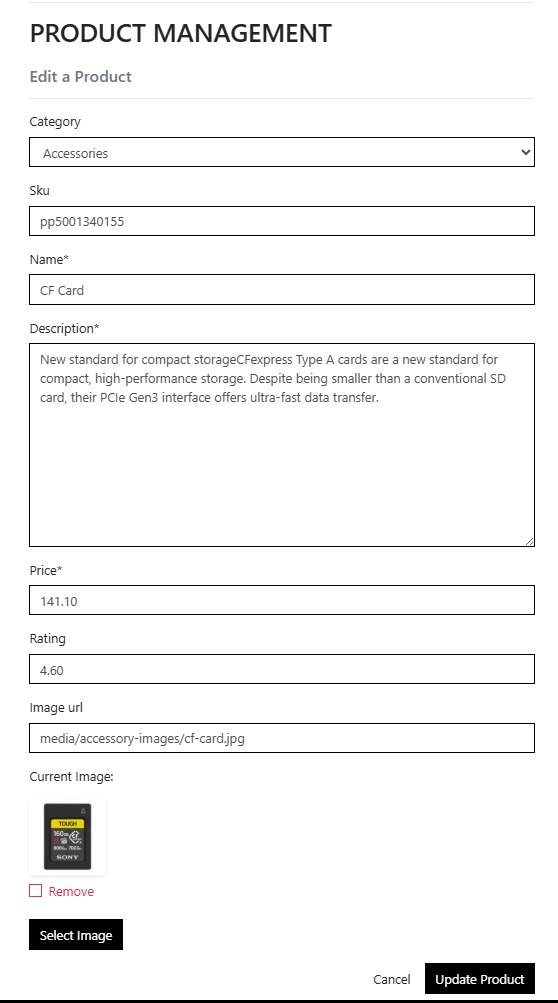 PRODUCT MANAGEMENT
Edit a Product
Category
Accessories
Sku
pp5001340155
Name*
CF Card
Description*
New standard for compact storageCFexpress Type A cards are a new standard for
compact, high-performance storage. Despite being smaller than a conventional SD
card, their PCIe Gen3 interface offers ultra-fast data transfer.
Price*
141.10
Rating
4.60
Image url
media/accessory-images/cf-card.jpg
Current Image:
TOUGH
160GB
SONY
Remove
Select Image
Cancel Update Product